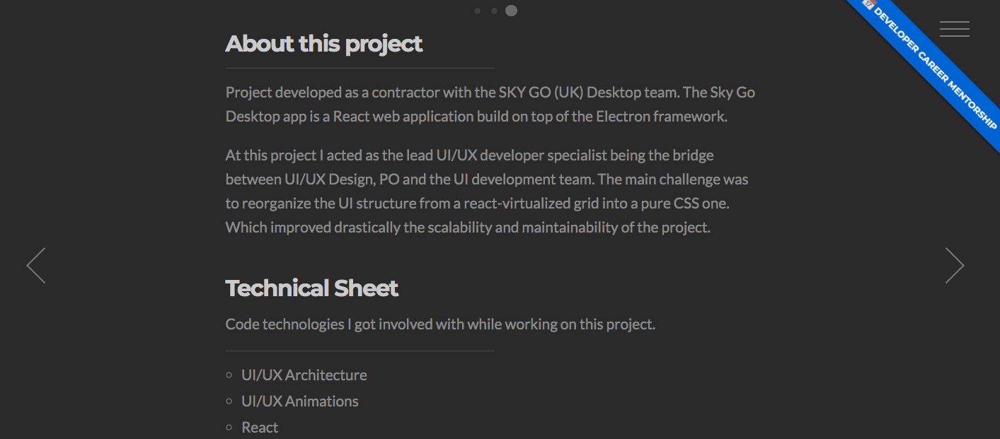 📅 DEVELOPER CAREER MENTORSHIP
About this project
Project developed as a contractor with the SKY GO (UK) Desktop team. The Sky Go
Desktop app is a React web application build on top of the Electron framework.
At this project I acted as the lead UI/UX developer specialist being the bridge
between UI/UX Design, PO and the UI development team. The main challenge was
to reorganize the UI structure from a react-virtualized grid into a pure CSS one.
Which improved drastically the scalability and maintainability of the project.
Technical Sheet
Code technologies I got involved with while working on this project.
UI/UX Architecture
UI/UX Animations
React